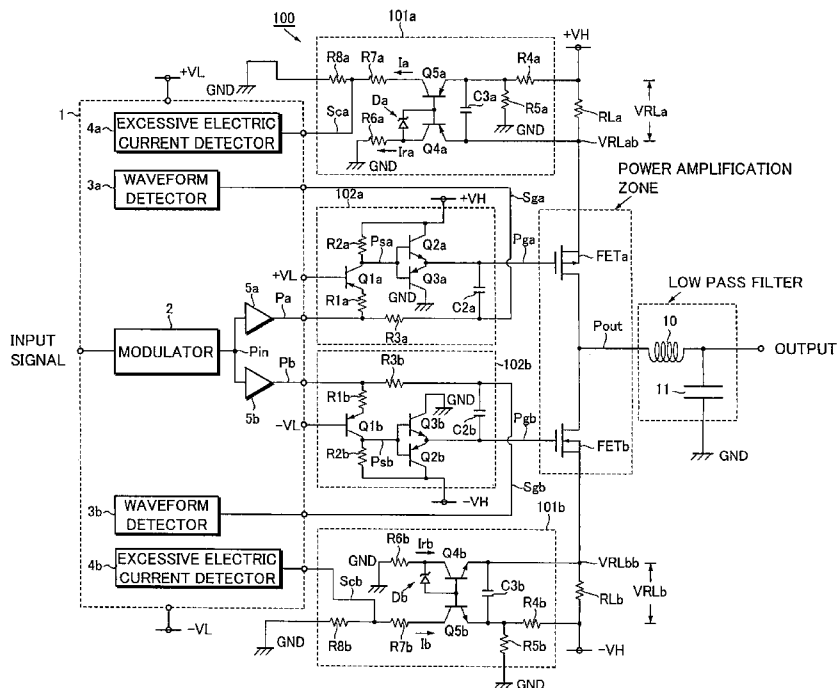 100
101a
+VH
R8a
R7a
Ia
Q5a
R4a
+VL
GND
Da
C3a
R5a
RLa
VRLa
1
4a
EXCESSIVE ELECTRIC
CURRENT DETECTOR
Sca
R6a
GND
Ira
Q4a
GND
VRLab
POWER AMPLIFICATION
ZONE
3a
WAVEFORM
DETECTOR
102a
+VH
Sga
R2a
Psa
Q2a
Pga
FETa
+VL
Q1a
Q3a
GND
C2a
LOW PASS FILTER
5a
Pa
R1a
R3a
2
INPUT
SIGNAL
MODULATOR
Pin
Pout
10
OUTPUT
R3b
102b
Pb
5b
R1b
GND
11
-VL
Q1b
Q3b
C2b
Pgb
R2b
Psb
Q2b
FETb
GND
Sgb
-VH
3b
WAVEFORM
DETECTOR
101b
4b
EXCESSIVE ELECTRIC
CURRENT DETECTOR
R6b
Irb
Q4b
GND
VRLbb
Scb
Db
C3b
R4b
RLb
VRLb
GND
R8b
R7b
Ib
Q5b
R5b
-VL
-VH
GND